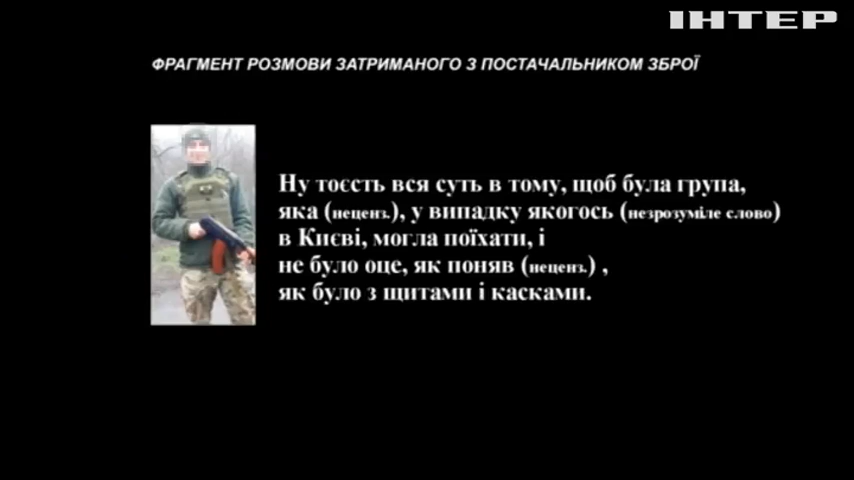 ІНТЕР
ФРАГМЕНТ РОЗМОВИ ЗАТРИМАНОГО З ПОСТАЧАЛЬНИКОМ ЗБРОЇ
Ну тоєсть вся суть в тому, щоб була група,
яка (неценз.), у випадку якогось (незрозуміле слово)
в Києві, могла поїхати, і
не було оце, як поняв (неценз.) ,
як було з щитами і касками.